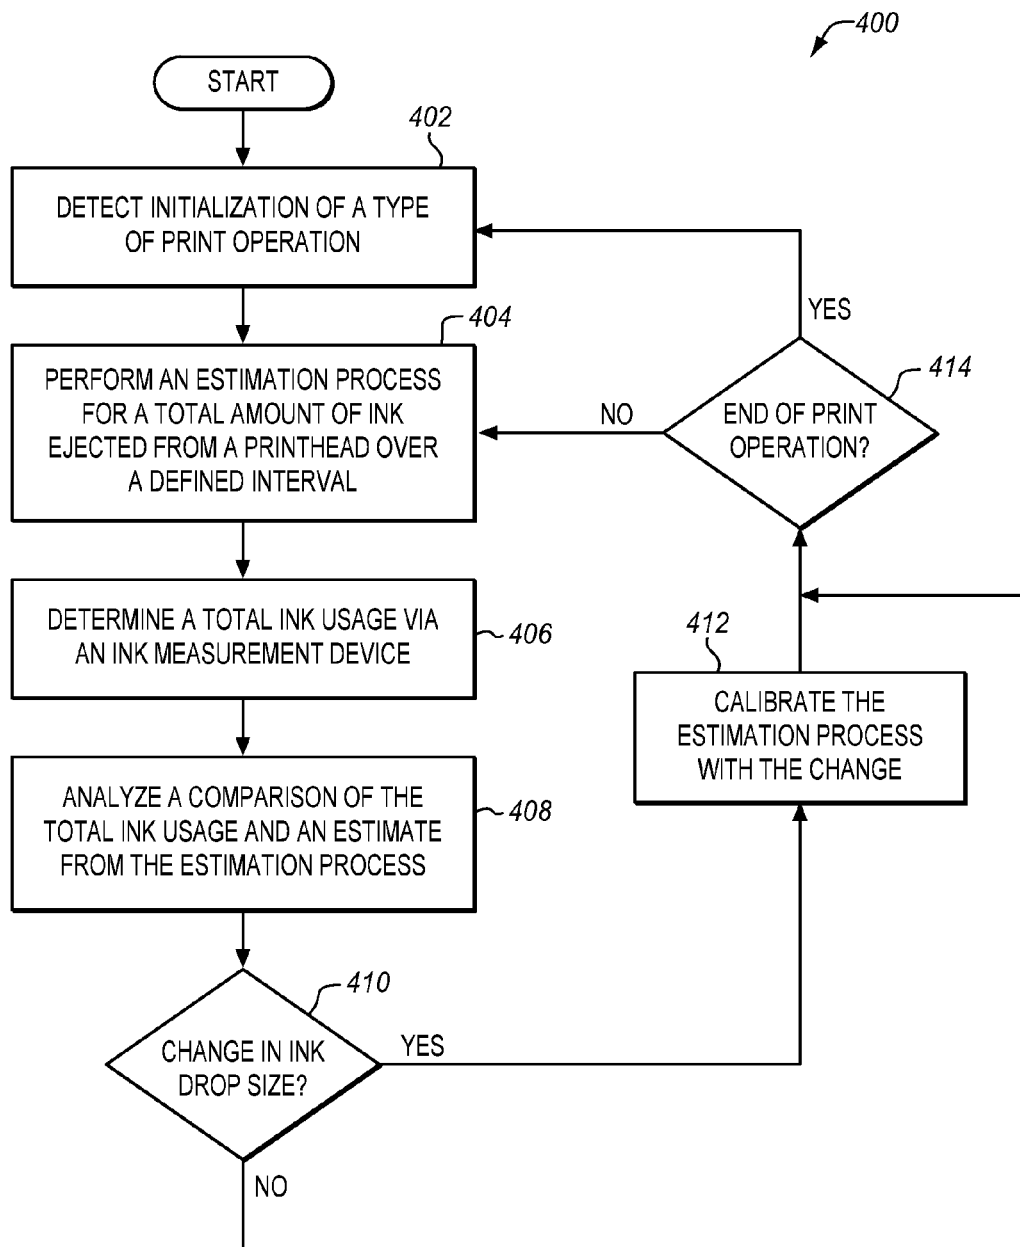 400
START
402
DETECT INITIALIZATION OF A TYPE
OF PRINT OPERATION
404
PERFORM AN ESTIMATION PROCESS
FOR A TOTAL AMOUNT OF INK
EJECTED FROM A PRINTHEAD OVER
A DEFINED INTERVAL
DETERMINE A TOTAL INK USAGE VIA
AN INK MEASUREMENT DEVICE
406
ANALYZE A COMPARISON OF THE
TOTAL INK USAGE AND AN ESTIMATE
FROM THE ESTIMATION PROCESS
408
410
CHANGE IN INK
DROP SIZE?
YES
NO
412
CALIBRATE THE
ESTIMATION PROCESS
WITH THE CHANGE
414
END OF PRINT
OPERATION?
YES
NO